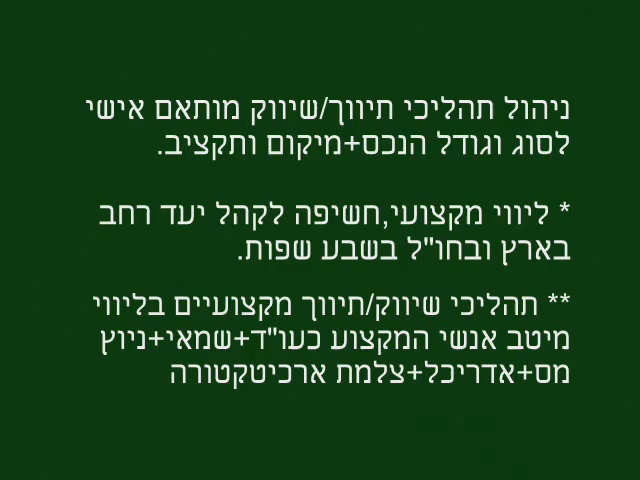 ניהול תהליכי תיווך/שיווק מותאם אישי
לסוג וגודל הנכס+מיקום ותקציב.
* ליווי מקצועי,חשיפה לקהל יעד רחב
בארץ ובחו"ל בשבע שפות.
** תהליכי שיווק/תיווך מקצועיים בליווי
מיטב אנשי המקצוע כעו"ד+שמאי+ניוץ
מס+אדריכל+צלמת ארכיטקטורה